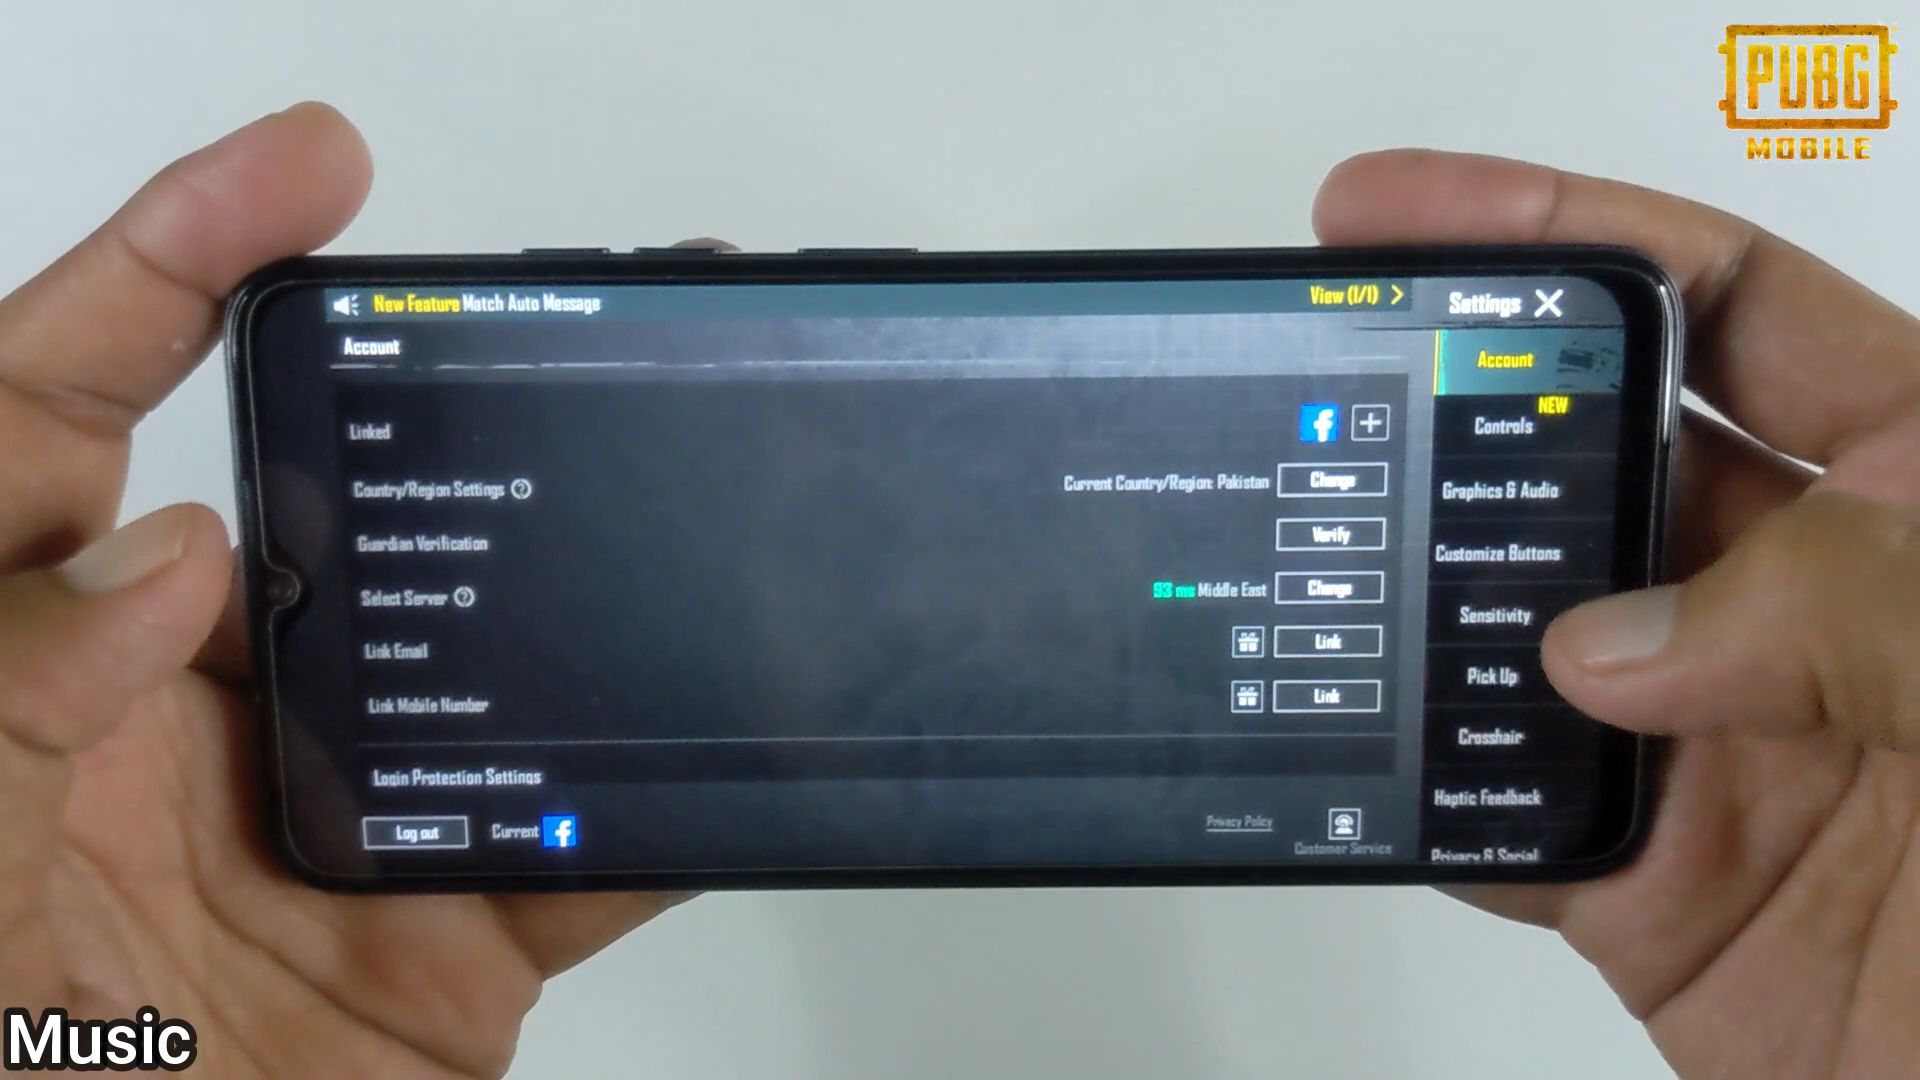 PUBG
MOBILE
New Feature Match Auto Message
View (1/1)
Settings
Account
Account
Linked
NEW
Controls
Country/Region Settings
Current Country/Region: Pakistan
Change
Graphics & Audio
Guardian Verification
Verify
Customize Buttons
Select Server
93 ms Middle East
Change
Sensitivity
Link Email
Link
Pick Up
Link Mobile Number
Link
Crosshair
Login Protection Settings
Haptic Feedback
Log out
Current
Privacy Policy
Customer Service
Privacy & Social
Music